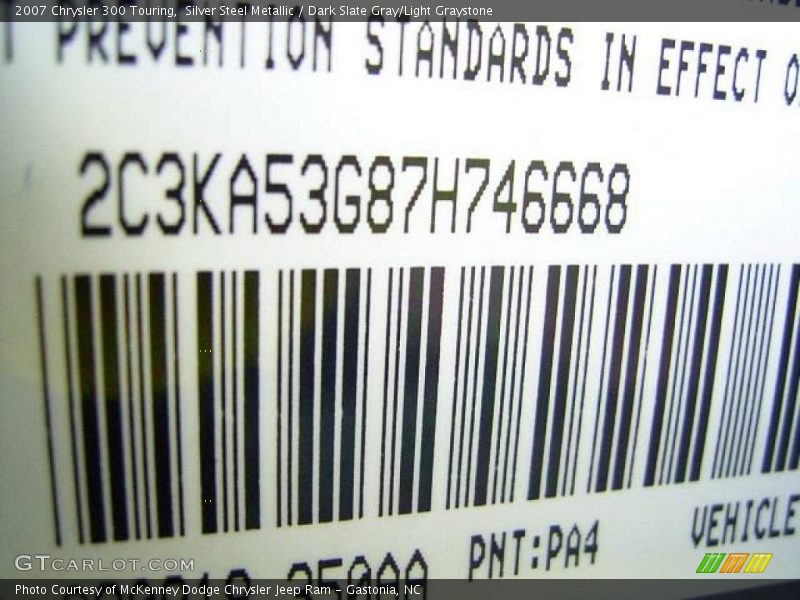 2007 Chrysler 300 Touring, Silver Steel Metallic / Dark Slate Gray/Light Graystone
PREVENTION STANDARDS IN EFFECT
2C3KA53G87H746668
PNT:PA4 VEHICLE
GTCARLOT.COM
Photo Courtesy of McKenney Dodge Chrysler Jeep Ram - Gastonia, NC